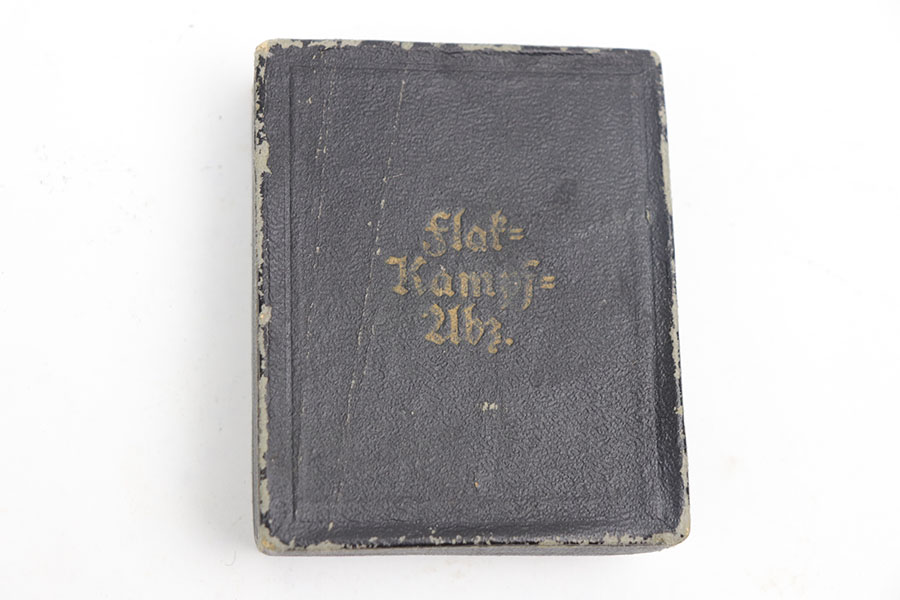 Flak=
Kampf=
Abz.